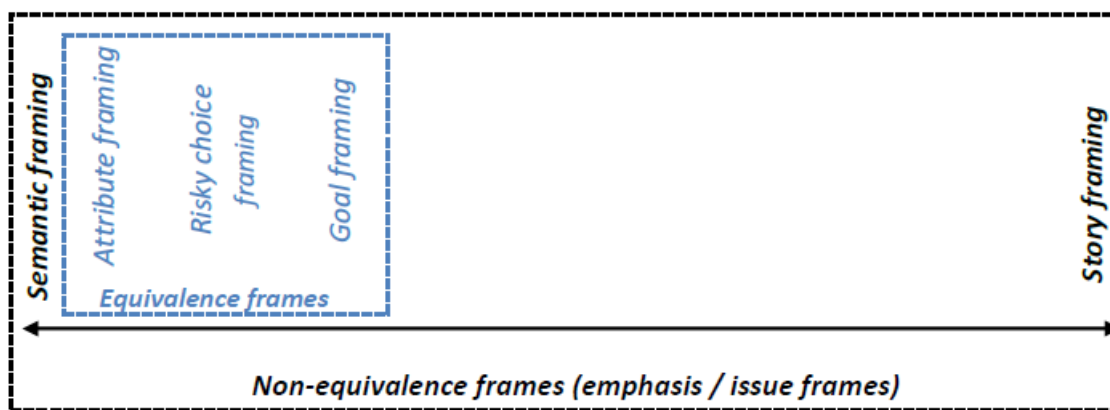 Semantic framing
Attribute framing
Risky choice
framing
Goal framing
Equivalence frames
Story framing
Non-equivalence frames (emphasis / issue frames)